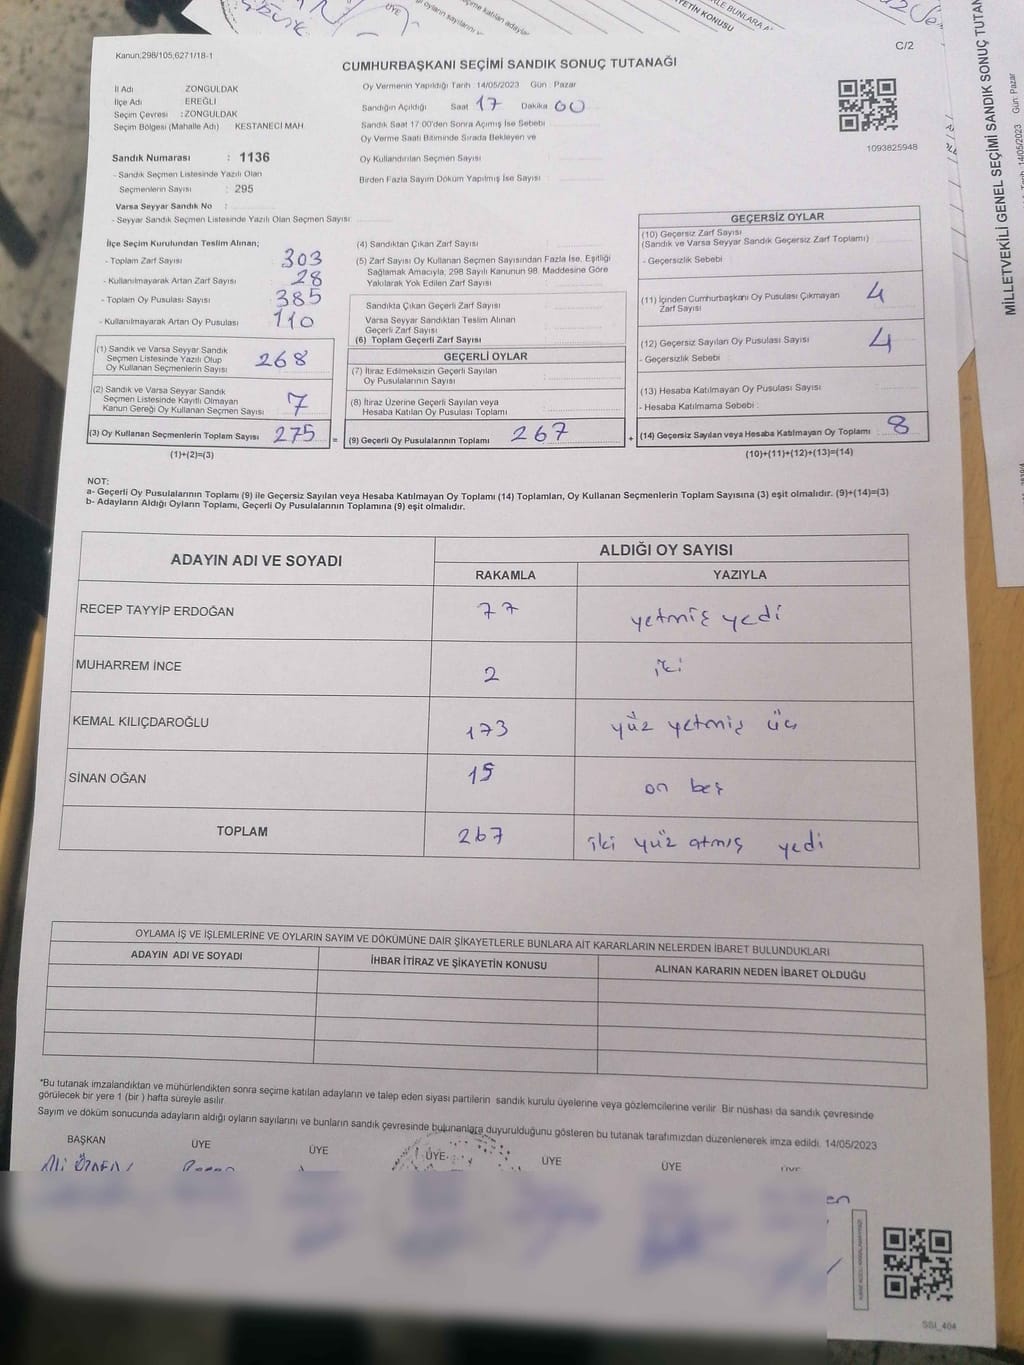 Kanun:298/105,6271/18-1
C/2
CUMHURBAŞKANI SEÇİMİ SANDIK SONUÇ TUTANAĞI
İl Adı ZONGULDAK
İlçe Adı EREĞLİ
Seçim Çevresi : ZONGULDAK
Seçim Bölgesi (Mahalle Adı) KESTANECİ MAH.
Sandık Numarası : 1136
- Sandık Seçmen Listesinde Yazılı Olan
Seçmenlerin Sayısı : 295
Varsa Seyyar Sandık No :
- Seyyar Sandık Seçmen Listesinde Yazılı Olan Seçmen Sayısı :
Oy Vermenin Yapıldığı Tarih : 14/05/2023 Gün : Pazar
Sandığın Açıldığı Saat 17 Dakika 00
Sandık Saat 17.00'den Sonra Açımış İse Sebebi
Oy Verme Saati Bitiminde Sırada Bekleyen ve
Oy Kullandırılan Seçmen Sayısı
Birden Fazla Sayım Döküm Yapılmış İse Sayısı :
1093825948
İlçe Seçim Kurulundan Teslim Alınan;
- Toplam Zarf Sayısı : 303
- Kullanılmayarak Artan Zarf Sayısı : 28
- Toplam Oy Pusulası Sayısı : 385
- Kullanılmayarak Artan Oy Pusulası : 110
(1) Sandık ve Varsa Seyyar Sandık
Seçmen Listesinde Yazılı Olup
Oy Kullanan Seçmenlerin Sayısı : 268
(2) Sandık ve Varsa Seyyar Sandık
Seçmen Listesinde Kayıtlı Olmayan
Kanun Gereği Oy Kullanan Seçmen Sayısı : 7
(3) Oy Kullanan Seçmenlerin Toplam Sayısı : 275
(1)+(2)=(3)
=
(4) Sandıktan Çıkan Zarf Sayısı :
(5) Zarf Sayısı Oy Kullanan Seçmen Sayısından Fazla İse, Eşitliği
Sağlamak Amacıyla, 298 Sayılı Kanunun 98. Maddesine Göre
Yakılarak Yok Edilen Zarf Sayısı :
Sandıkta Çıkan Geçerli Zarf Sayısı :
Varsa Seyyar Sandıktan Teslim Alınan
Geçerli Zarf Sayısı :
(6) Toplam Geçerli Zarf Sayısı :
GEÇERLİ OYLAR
(7) İtiraz Edilmeksizin Geçerli Sayılan
Oy Pusulalarının Sayısı :
(8) İtiraz Üzerine Geçerli Sayılan veya
Hesaba Katılan Oy Pusulası Toplamı :
(9) Geçerli Oy Pusulalarının Toplamı : 267
+
GEÇERSİZ OYLAR
(10) Geçersiz Zarf Sayısı :
(Sandık ve Varsa Seyyar Sandık Geçersiz Zarf Toplamı)
- Geçersizlik Sebebi :
(11) İçinden Cumhurbaşkanı Oy Pusulası Çıkmayan
Zarf Sayısı : 4
(12) Geçersiz Sayılan Oy Pusulası Sayısı : 4
- Geçersizlik Sebebi :
(13) Hesaba Katılmayan Oy Pusulası Sayısı :
- Hesaba Katılmama Sebebi :
(14) Geçersiz Sayılan veya Hesaba Katılmayan Oy Toplamı : 8
(10)+(11)+(12)+(13)=(14)
NOT:
a- Geçerli Oy Pusulalarının Toplamı (9) ile Geçersiz Sayılan veya Hesaba Katılmayan Oy Toplamı (14) Toplamları, Oy Kullanan Seçmenlerin Toplam Sayısına (3) eşit olmalıdır. (9)+(14)=(3)
b- Adayların Aldığı Oyların Toplamı, Geçerli Oy Pusulalarının Toplamına (9) eşit olmalıdır.
ADAYIN ADI VE SOYADI ALDIĞI OY SAYISI
RAKAMLA YAZIYLA
RECEP TAYYİP ERDOĞAN 77 yetmiş yedi
MUHARREM İNCE 2 iki
KEMAL KILIÇDAROĞLU 173 yüz yetmiş üç
SİNAN OĞAN 15 on beş
TOPLAM 267 iki yüz atmış yedi
OYLAMA İŞ VE İŞLEMLERİNE VE OYLARIN SAYIM VE DÖKÜMÜNE DAİR ŞİKAYETLERLE BUNLARA AİT KARARLARIN NELERDEN İBARET BULUNDUKLARI
ADAYIN ADI VE SOYADI İHBAR İTİRAZ VE ŞİKAYETİN KONUSU ALINAN KARARIN NEDEN İBARET OLDUĞU
*Bu tutanak imzalandıktan ve mühürlendikten sonra seçime katılan adayların ve talep eden siyasi partilerin sandık kurulu üyelerine veya gözlemcilerine verilir. Bir nüshası da sandık çevresinde
görülecek bir yere 1 (bir ) hafta süreyle asılır.
Sayım ve döküm sonucunda adayların aldığı oyların sayılarını ve bunların sandık çevresinde bulunanlara duyurulduğunu gösteren bu tutanak tarafımızdan düzenlenerek imza edildi. 14/05/2023
BAŞKAN ÜYE ÜYE ÜYE ÜYE ÜYE ÜYE
SSI_404
MİLLETVEKİLİ GENEL SEÇİMİ SANDIK SONUÇ TUTAN
14/05/2023 Gün: Pazar
ÜYE